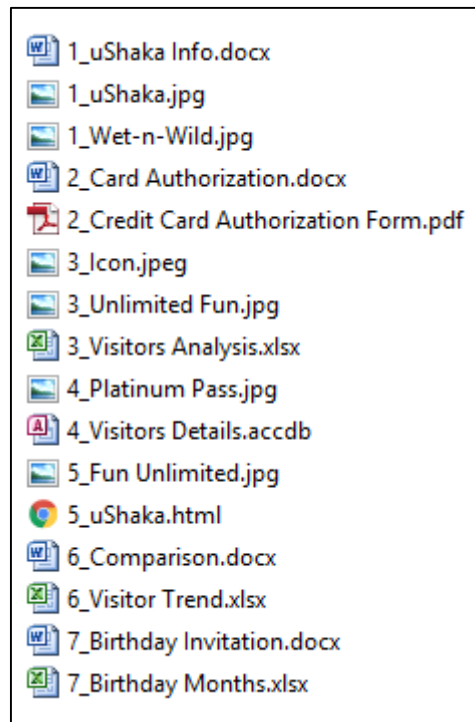 1_uShaka Info.docx
1_uShaka.jpg
1_Wet-n-Wild.jpg
2_Card Authorization.docx
2_Credit Card Authorization Form.pdf
3_Icon.jpeg
3_Unlimited Fun.jpg
3_Visitors Analysis.xlsx
4_Platinum Pass.jpg
4_Visitors Details.accdb
5_Fun Unlimited.jpg
5_uShaka.html
6_Comparison.docx
6_Visitor Trend.xlsx
7_Birthday Invitation.docx
7_Birthday Months.xlsx